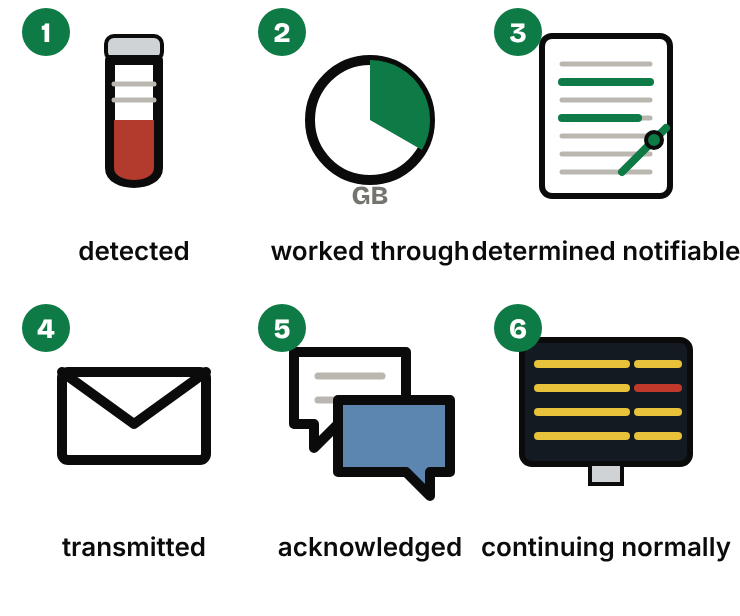 1
2
3
GB
detected
worked through
determined notifiable
4
5
6
transmitted
acknowledged
continuing normally